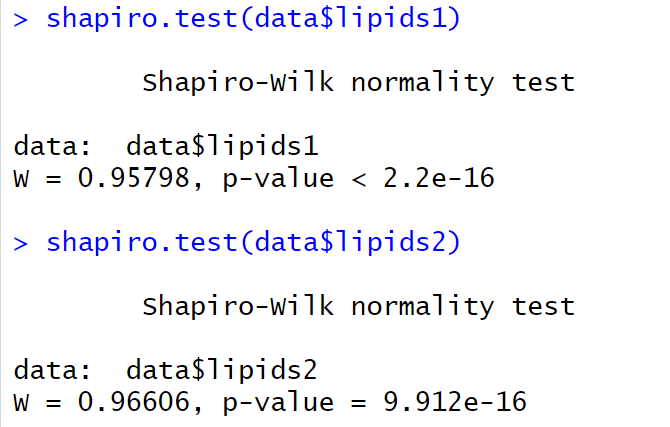 > shapiro.test(data$lipids1)
Shapiro-Wilk normality test
data:  data$lipids1
W = 0.95798, p-value < 2.2e-16
> shapiro.test(data$lipids2)
Shapiro-Wilk normality test
data:  data$lipids2
W = 0.96606, p-value = 9.912e-16